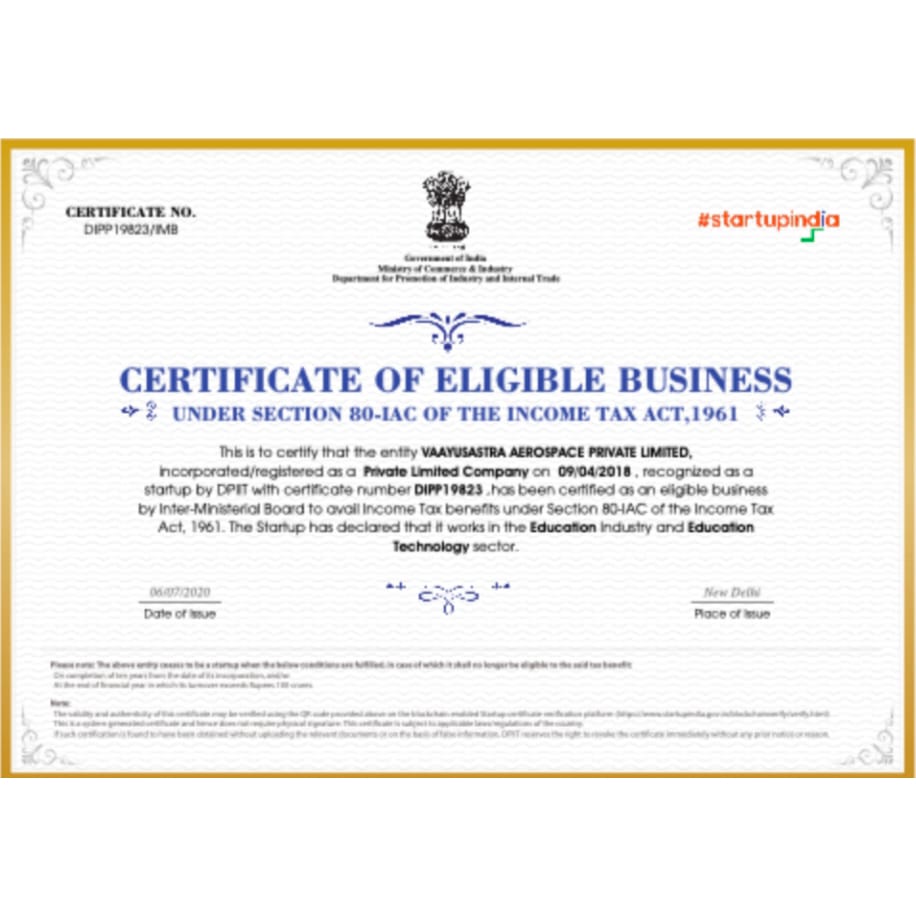 CERTIFICATE NO.
DIPP19823/IMB
#startupindia
Government of India
Ministry of Commerce & Industry
Department for Promotion of Industry and Internal Trade
CERTIFICATE OF ELIGIBLE BUSINESS
UNDER SECTION 80-IAC OF THE INCOME TAX ACT,1961
This is to certify that the entity VAAYUSASTRA AEROSPACE PRIVATE LIMITED,
incorporated/registered as a Private Limited Company on 09/04/2018 , recognized as a
startup by DPIIT with certificate number DIPP19823 ,has been certified as an eligible business
by Inter-Ministerial Board to avail Income Tax benefits under Section 80-IAC of the Income Tax
Act, 1961. The Startup has declared that it works in the Education Industry and Education
Technology sector.
06/07/2020
Date of Issue
New Delhi
Place of Issue
Please note: The above entity ceases to be a startup when the below conditions are fulfilled, in case of which it shall no longer be eligible to the said tax benefit:
On completion of ten years from the date of its incorporation, and/or
At the end of financial year in which its turnover exceeds Rupees 100 crores.
Note:
The validity and authenticity of this certificate may be verified using the QR code provided above on the blockchain enabled Startup certificate verification platform
This is a system generated certificate and hence does not require physical signature. This certificate is subject to applicable laws/regulations of the country.
If such certification is found to have been obtained without uploading the relevant documents or on the basis of false information, DPIIT reserves the right to revoke the certificate immediately without any prior notice or reason.